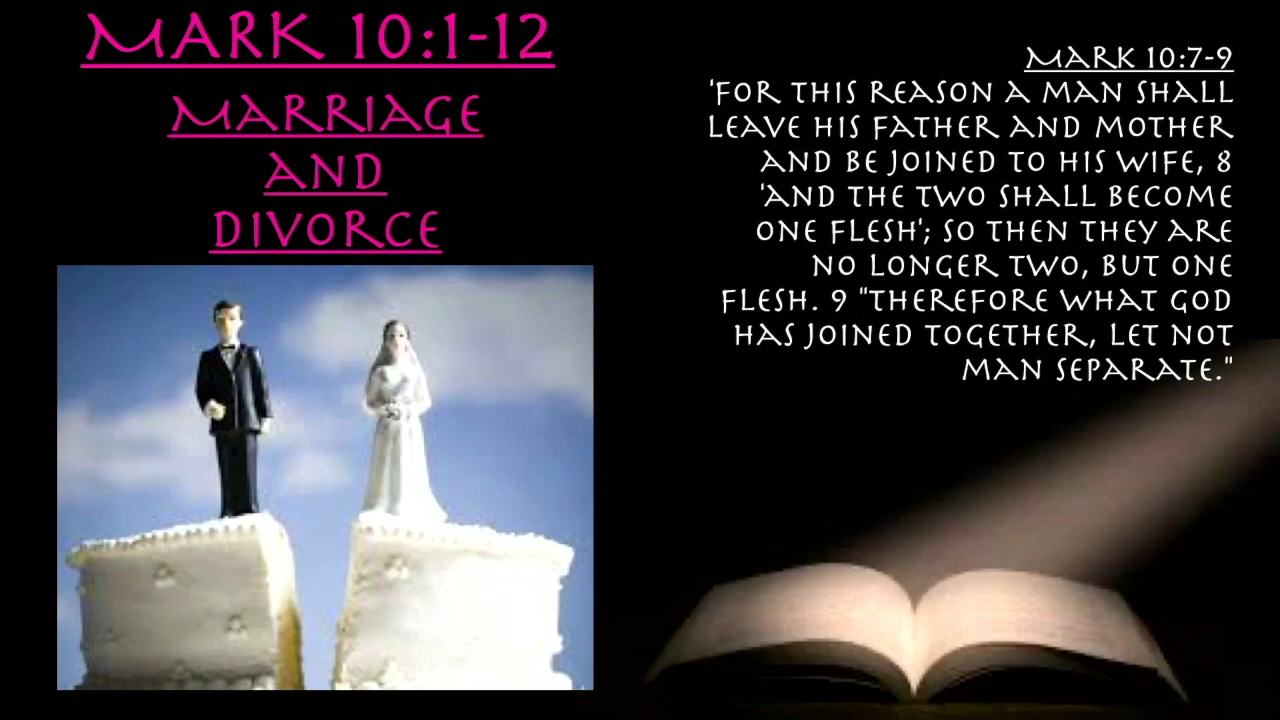 MARK 10:1-12
MARRIAGE
AND
DIVORCE
MARK 10:7-9
'FOR THIS REASON A MAN SHALL
LEAVE HIS FATHER AND MOTHER
AND BE JOINED TO HIS WIFE, 8
'AND THE TWO SHALL BECOME
ONE FLESH'; SO THEN THEY ARE
NO LONGER TWO, BUT ONE
FLESH. 9 "THEREFORE WHAT GOD
HAS JOINED TOGETHER, LET NOT
MAN SEPARATE."